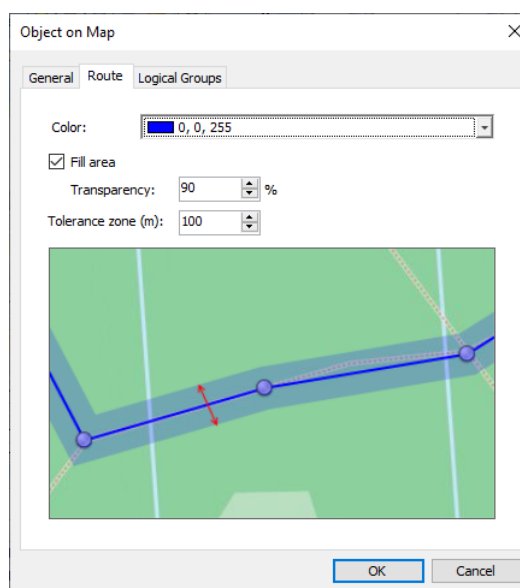 Object on Map
General Route Logical Groups
Color: 0, 0, 255
Fill area
Transparency: 90 %
Tolerance zone (m): 100
OK Cancel